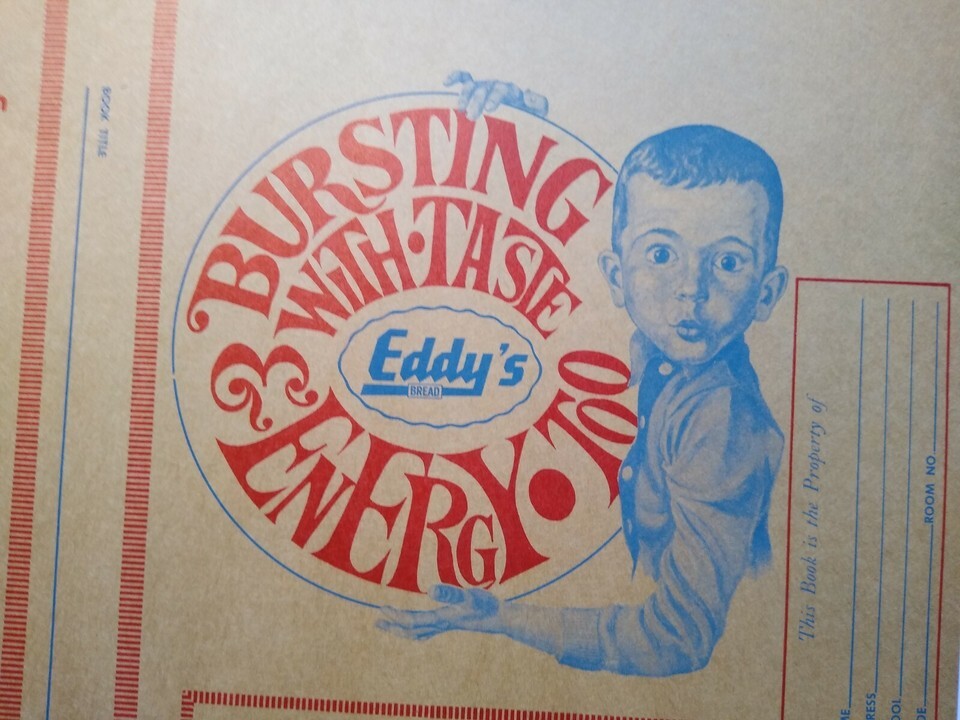 BOOK TITLE
BURSTING
WITH • TASTE
& ENERGY • TOO
Eddy's
BREAD
This Book is the Property of
ROOM NO.